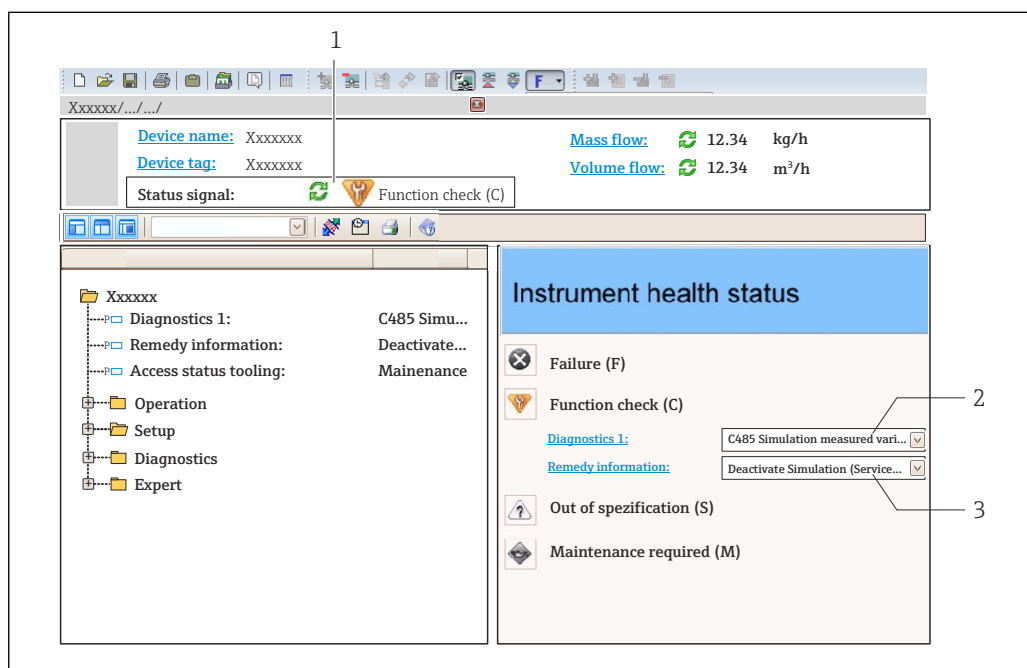 1
F
Xxxxxx/.../.../
Device name: Xxxxxxx
Mass flow: 12.34 kg/h
Device tag: Xxxxxxx
Volume flow: 12.34 m³/h
Status signal: Function check (C)
Xxxxxx
P Diagnostics 1: C485 Simu...
P Remedy information: Deactivate...
P Access status tooling: Mainenance
Operation
Setup
Diagnostics
Expert
Instrument health status
Failure (F)
Function check (C)
2
Diagnostics 1: C485 Simulation measured vari...
Remedy information: Deactivate Simulation (Service...
3
Out of spezification (S)
Maintenance required (M)